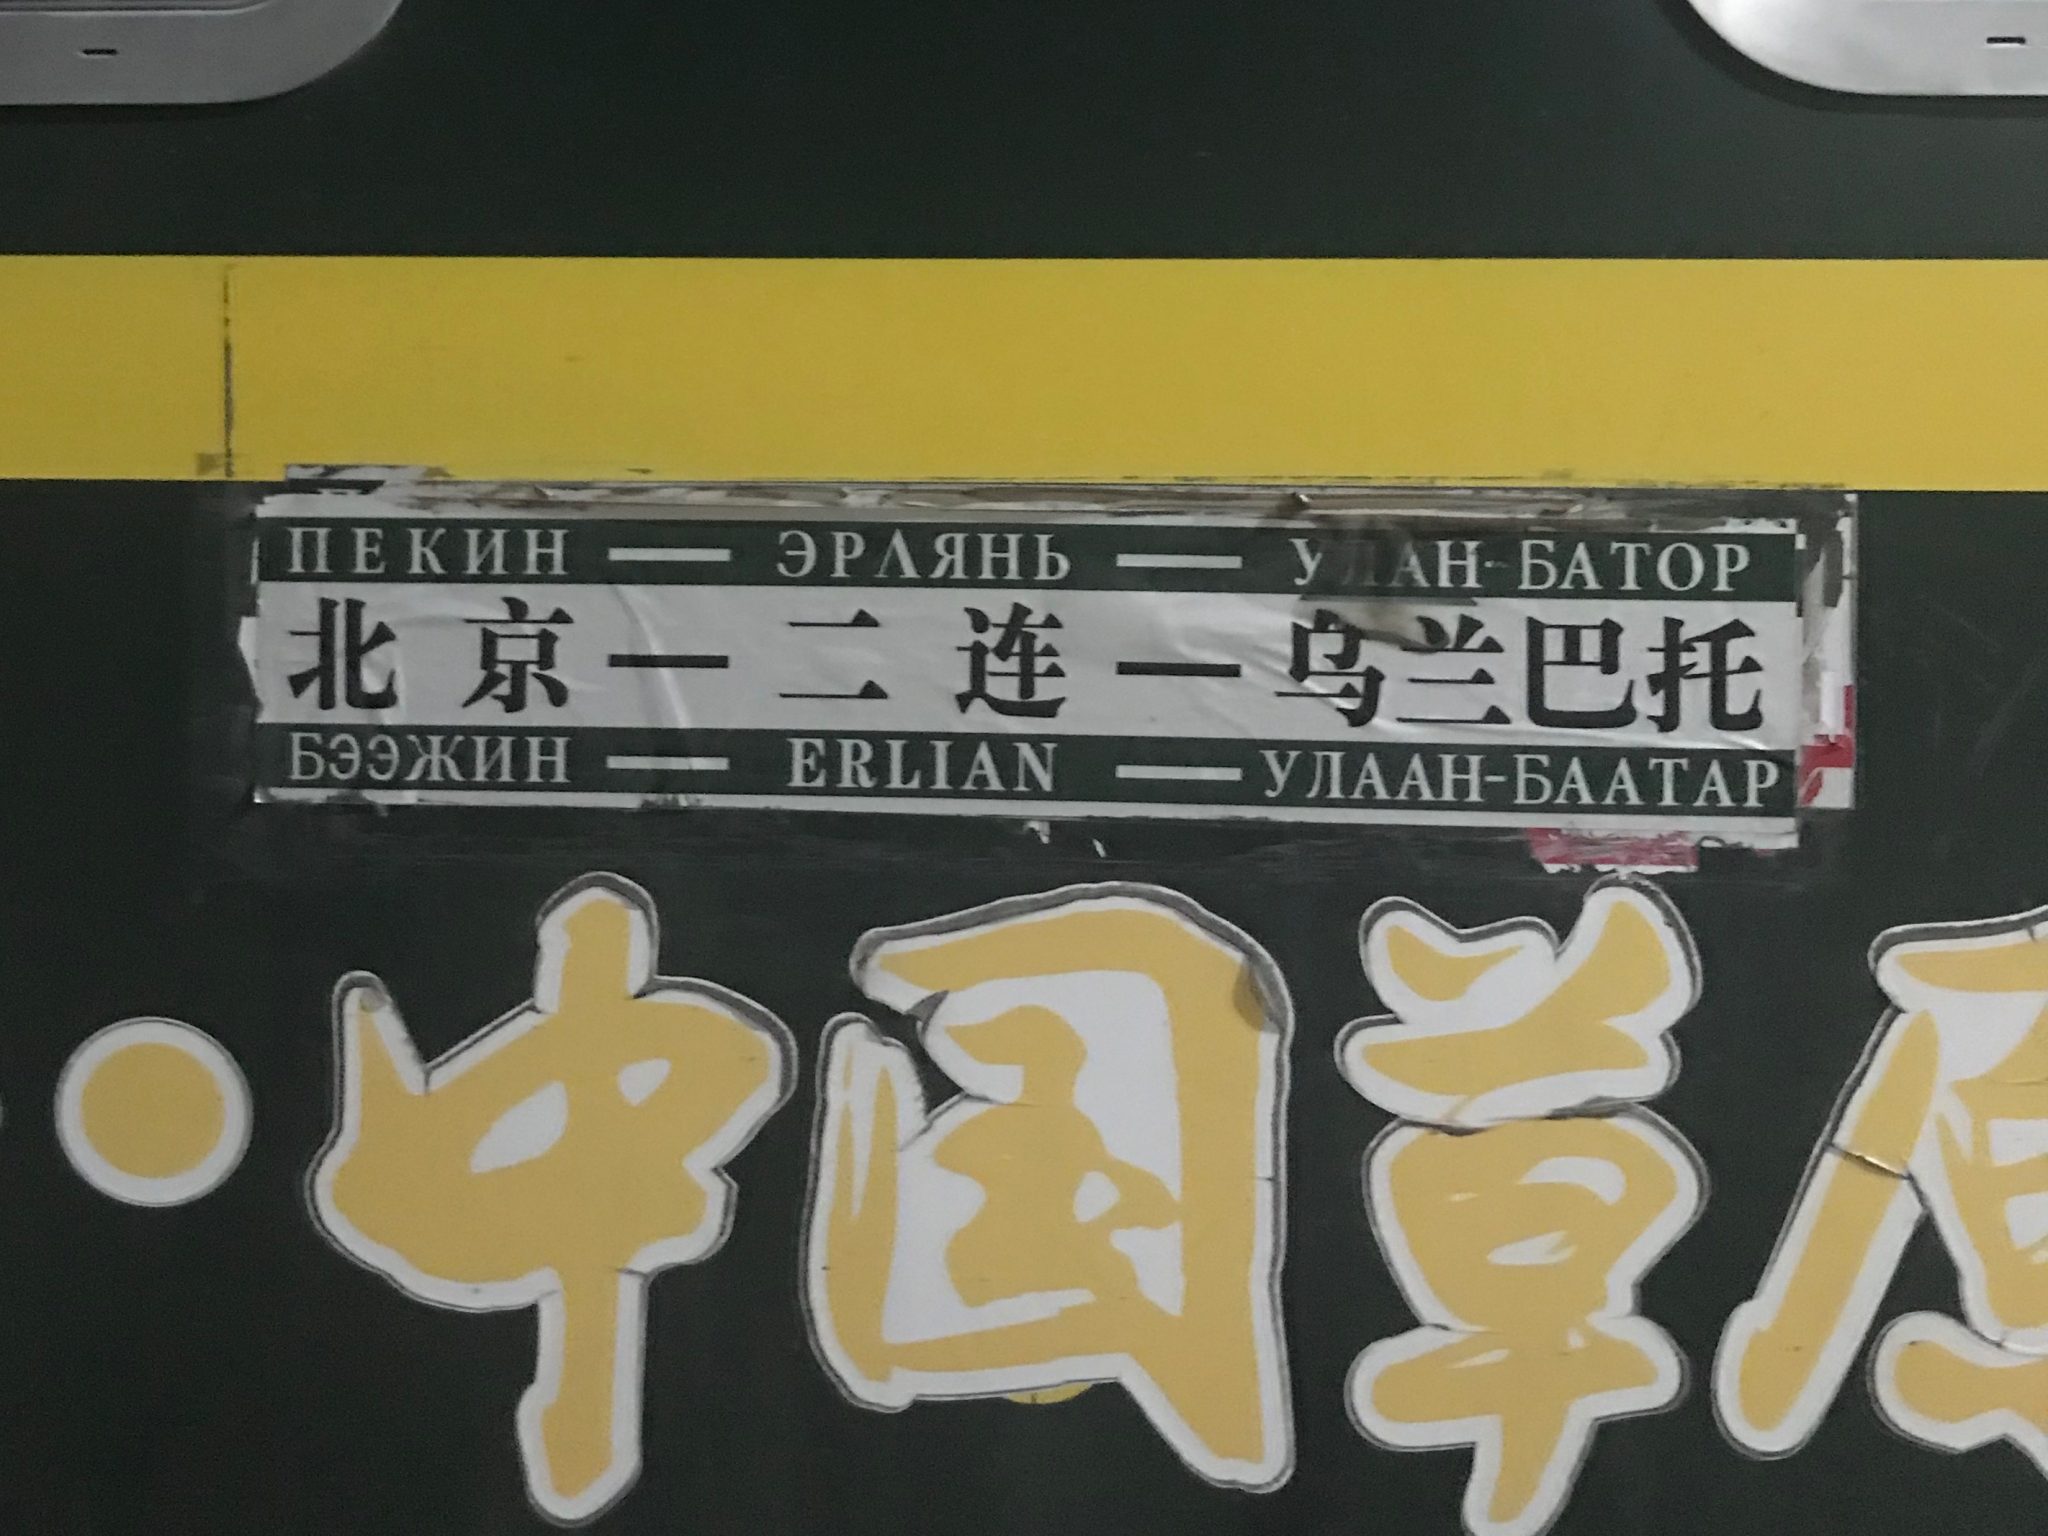 ПЕКИН — ЭРЛЯНЬ — УЛАН-БАТОР
北京 — 二连 — 乌兰巴托
БЭЭЖИН — ERLIAN — УЛААН-БААТАР
·中国草原